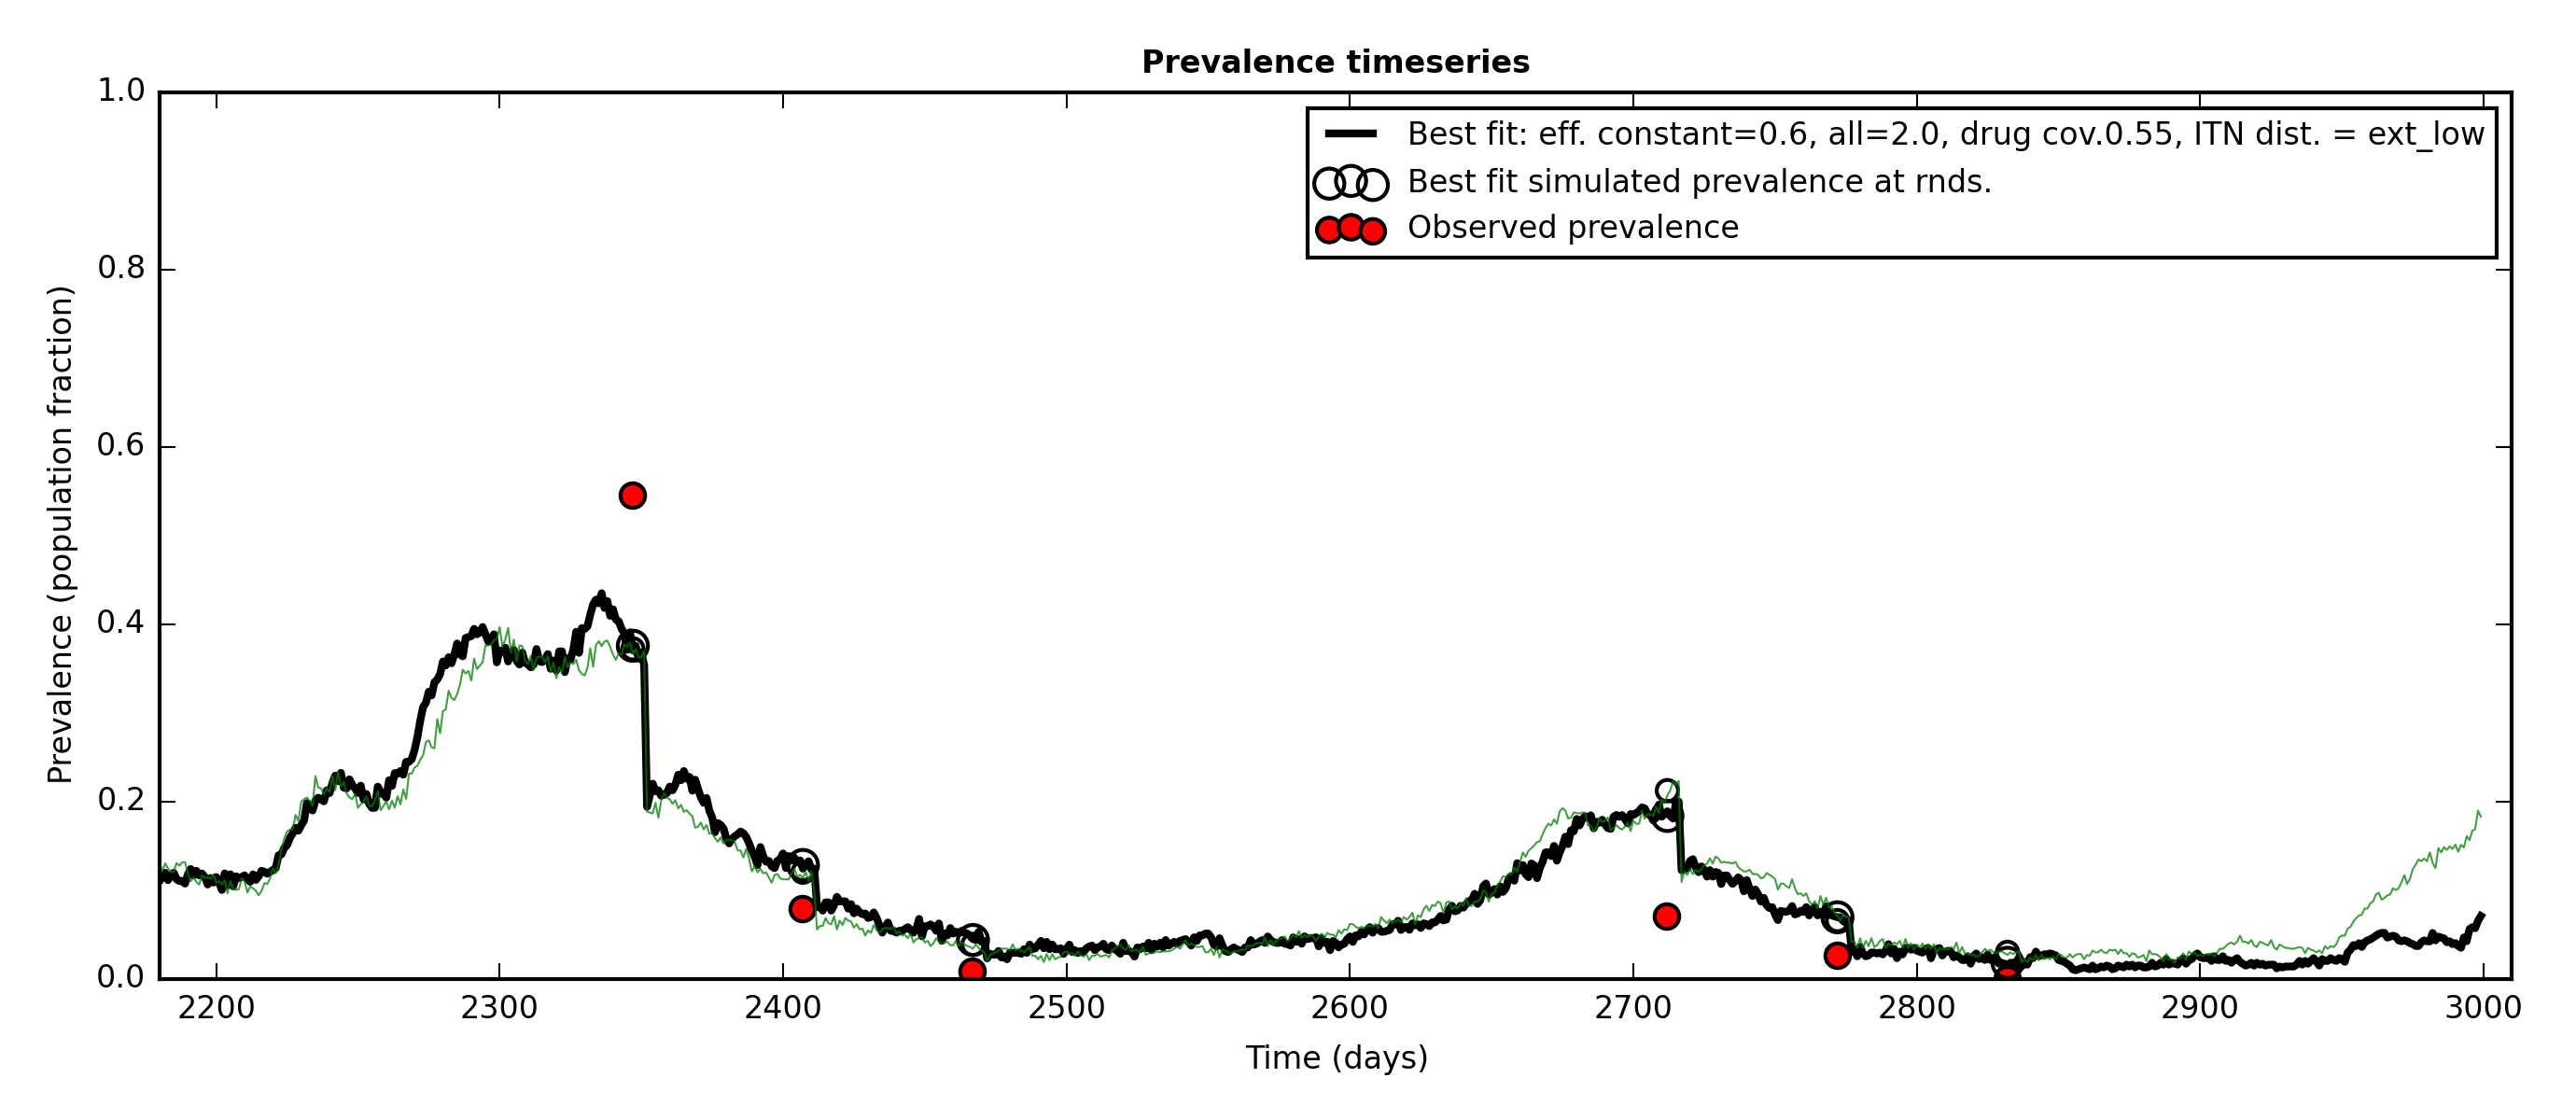 Prevalence timeseries
1.0
0.8
0.6
0.4
0.2
0.0
Prevalence (population fraction)
Best fit: eff. constant=0.6, all=2.0, drug cov.0.55, ITN dist. = ext_low
Best fit simulated prevalence at rnds.
Observed prevalence
2200 2300 2400 2500 2600 2700 2800 2900 3000
Time (days)